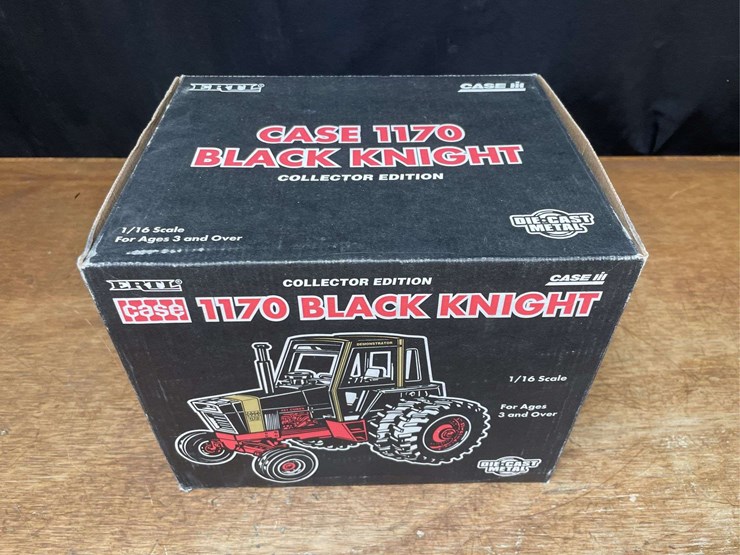 ERTL
CASE IH
CASE 1170
BLACK KNIGHT
COLLECTOR EDITION
1/16 Scale
For Ages 3 and Over
DIE-CAST
METAL
ERTL
COLLECTOR EDITION
CASE IH
case 1170 BLACK KNIGHT
DEMONSTRATOR
1/16 Scale
For Ages
3 and Over
DIE-CAST
METAL